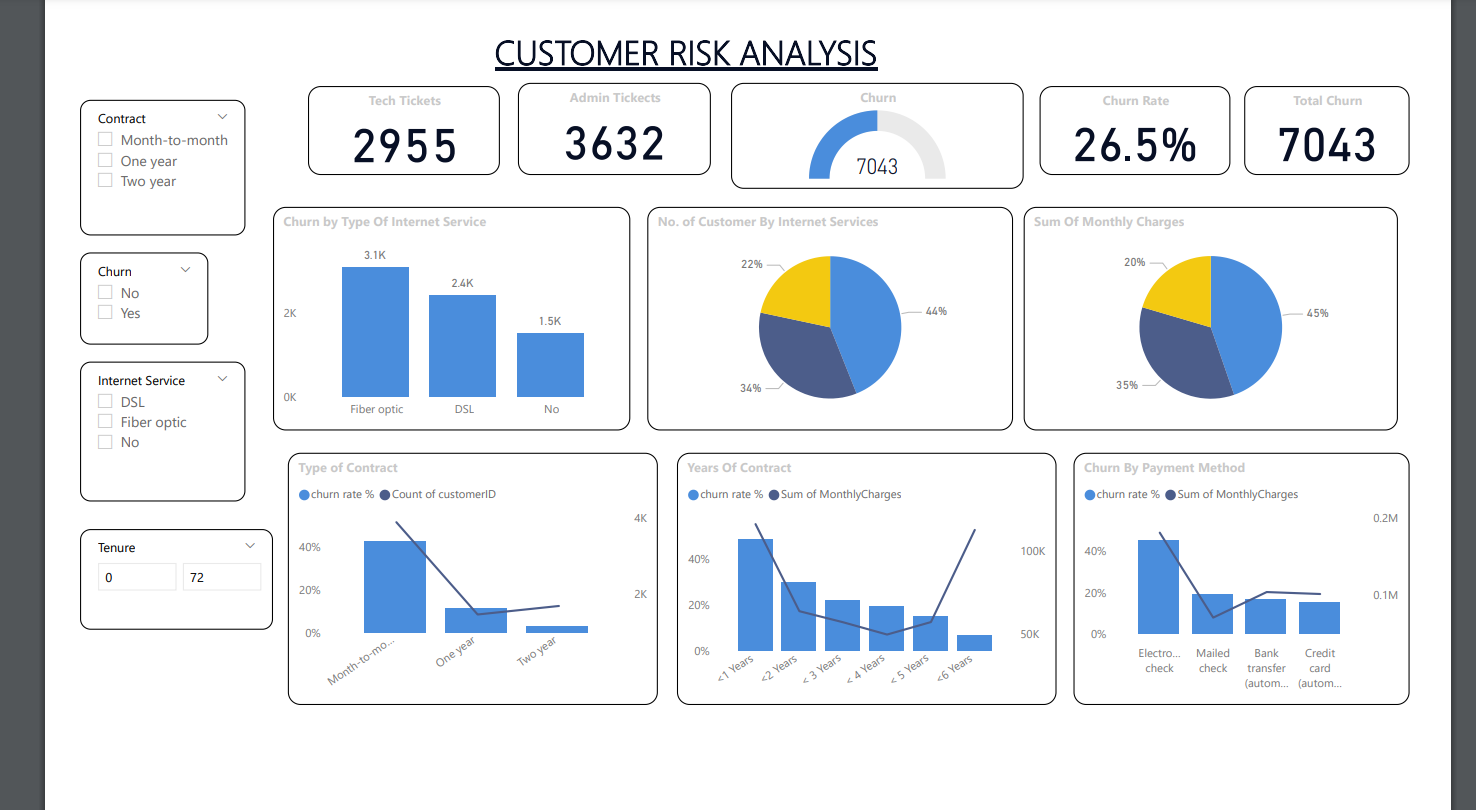 CUSTOMER RISK ANALYSIS
Contract
Month-to-month
One year
Two year
Churn
No
Yes
Internet Service
DSL
Fiber optic
No
Tenure
0 72
Tech Tickets
2955
Admin Tickects
3632
Churn
7043
Churn Rate
26.5%
Total Churn
7043
Churn by Type Of Internet Service
3.1K
2.4K
1.5K
2K
0K
Fiber optic DSL No
No. of Customer By Internet Services
22%
44%
34%
Sum Of Monthly Charges
20%
45%
35%
Type of Contract
churn rate % Count of customerID
4K
40%
20%
2K
0%
Month-to-mo... One year Two year
Years Of Contract
churn rate % Sum of MonthlyCharges
100K
40%
20%
50K
0%
<1 Years <2 Years < 3 Years < 4 Years < 5 Years <6 Years
Churn By Payment Method
churn rate % Sum of MonthlyCharges
0.2M
40%
20%
0.1M
0%
Electro... Mailed Bank Credit
check check transfer card
(autom... (autom...